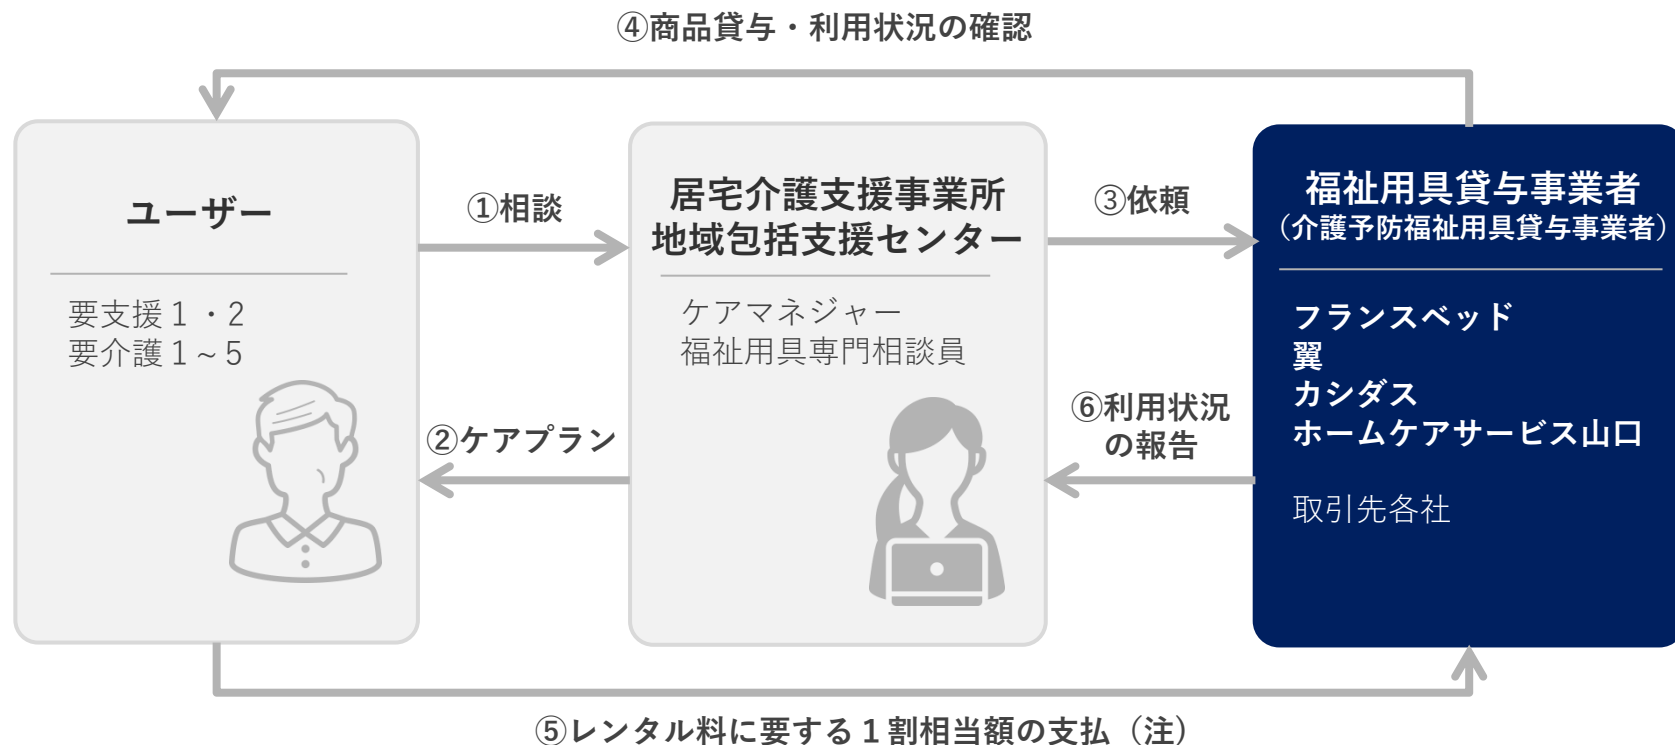 ④商品貸与・利用状況の確認
ユーザー
要支援１・2
要介護１~５
①相談
②ケアプラン
居宅介護支援事業所
地域包括支援センター
ケアマネジャー
福祉用具専門相談員
③依頼
⑥利用状況
の報告
福祉用具貸与事業者
（介護予防福祉用具貸与事業者）
フランスベッド
翼
カシダス
ホームケアサービス山口
取引先各社
⑤レンタル料に要する１割相当額の支払（注）